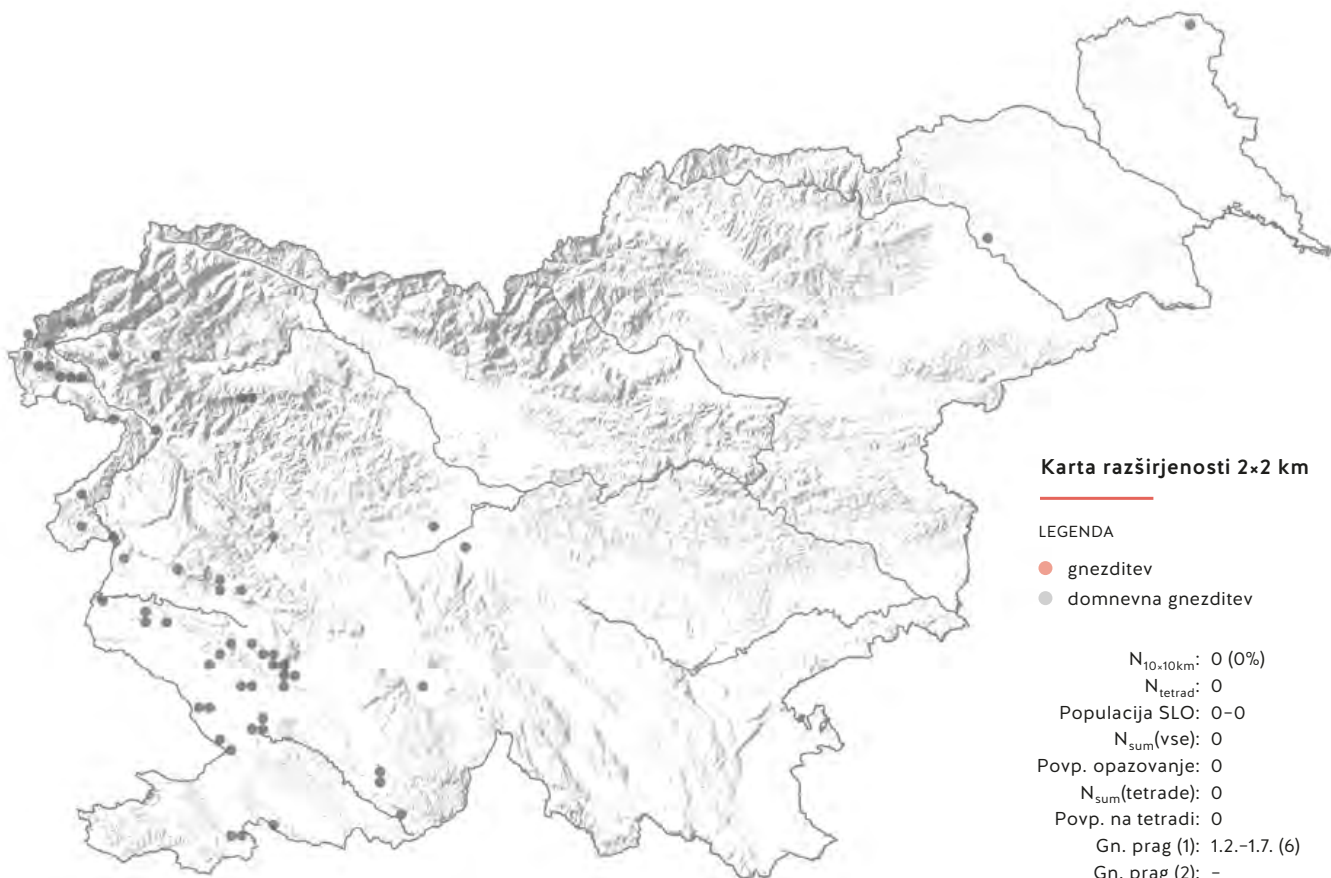 Karta razširjenosti 2×2 km
LEGENDA
gnezditev
domnevna gnezditev
N10×10km: 0 (0%)
Ntetrad: 0
Populacija SLO: 0–0
Nsum(vse): 0
Povp. opazovanje: 0
Nsum(tetrade): 0
Povp. na tetradi: 0
Gn. prag (1): 1.2.–1.7. (6)
Gn. prag (2): –